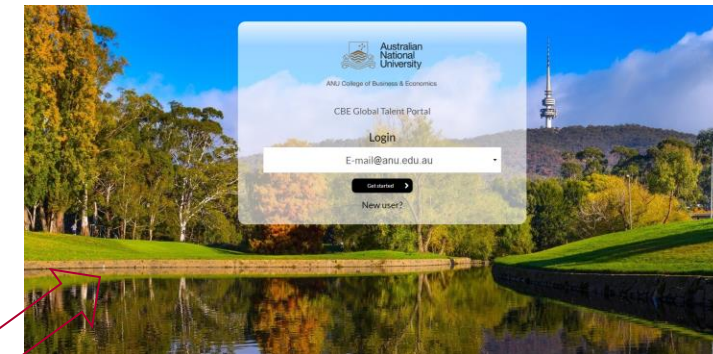 Australian
National
University
ANU College of Business & Economics
CBE Global Talent Portal
Login
E-mail@anu.edu.au
Get started
New user?